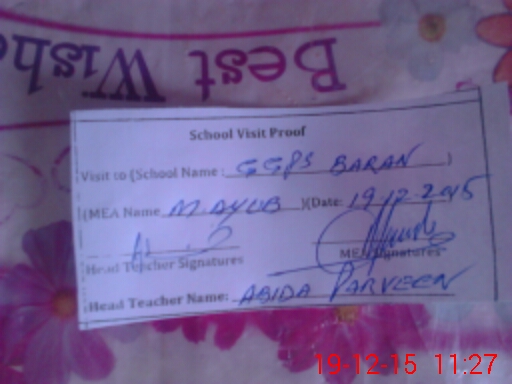 Best Wishe
School Visit Proof
Visit to (School Name : GGPS BARAN )
(MEA Name M. AYUB )(Date: 19/12-2015
Head Teacher Signatures MEA Signatures
Head Teacher Name: ABIDA PARVEEN
19-12-15 11:27